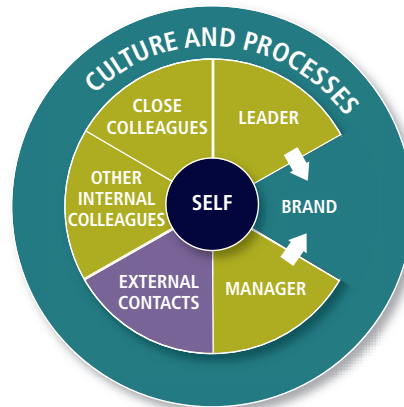 CULTURE AND PROCESSES
CLOSE
COLLEAGUES
LEADER
OTHER
INTERNAL
COLLEAGUES
SELF
BRAND
EXTERNAL
CONTACTS
MANAGER